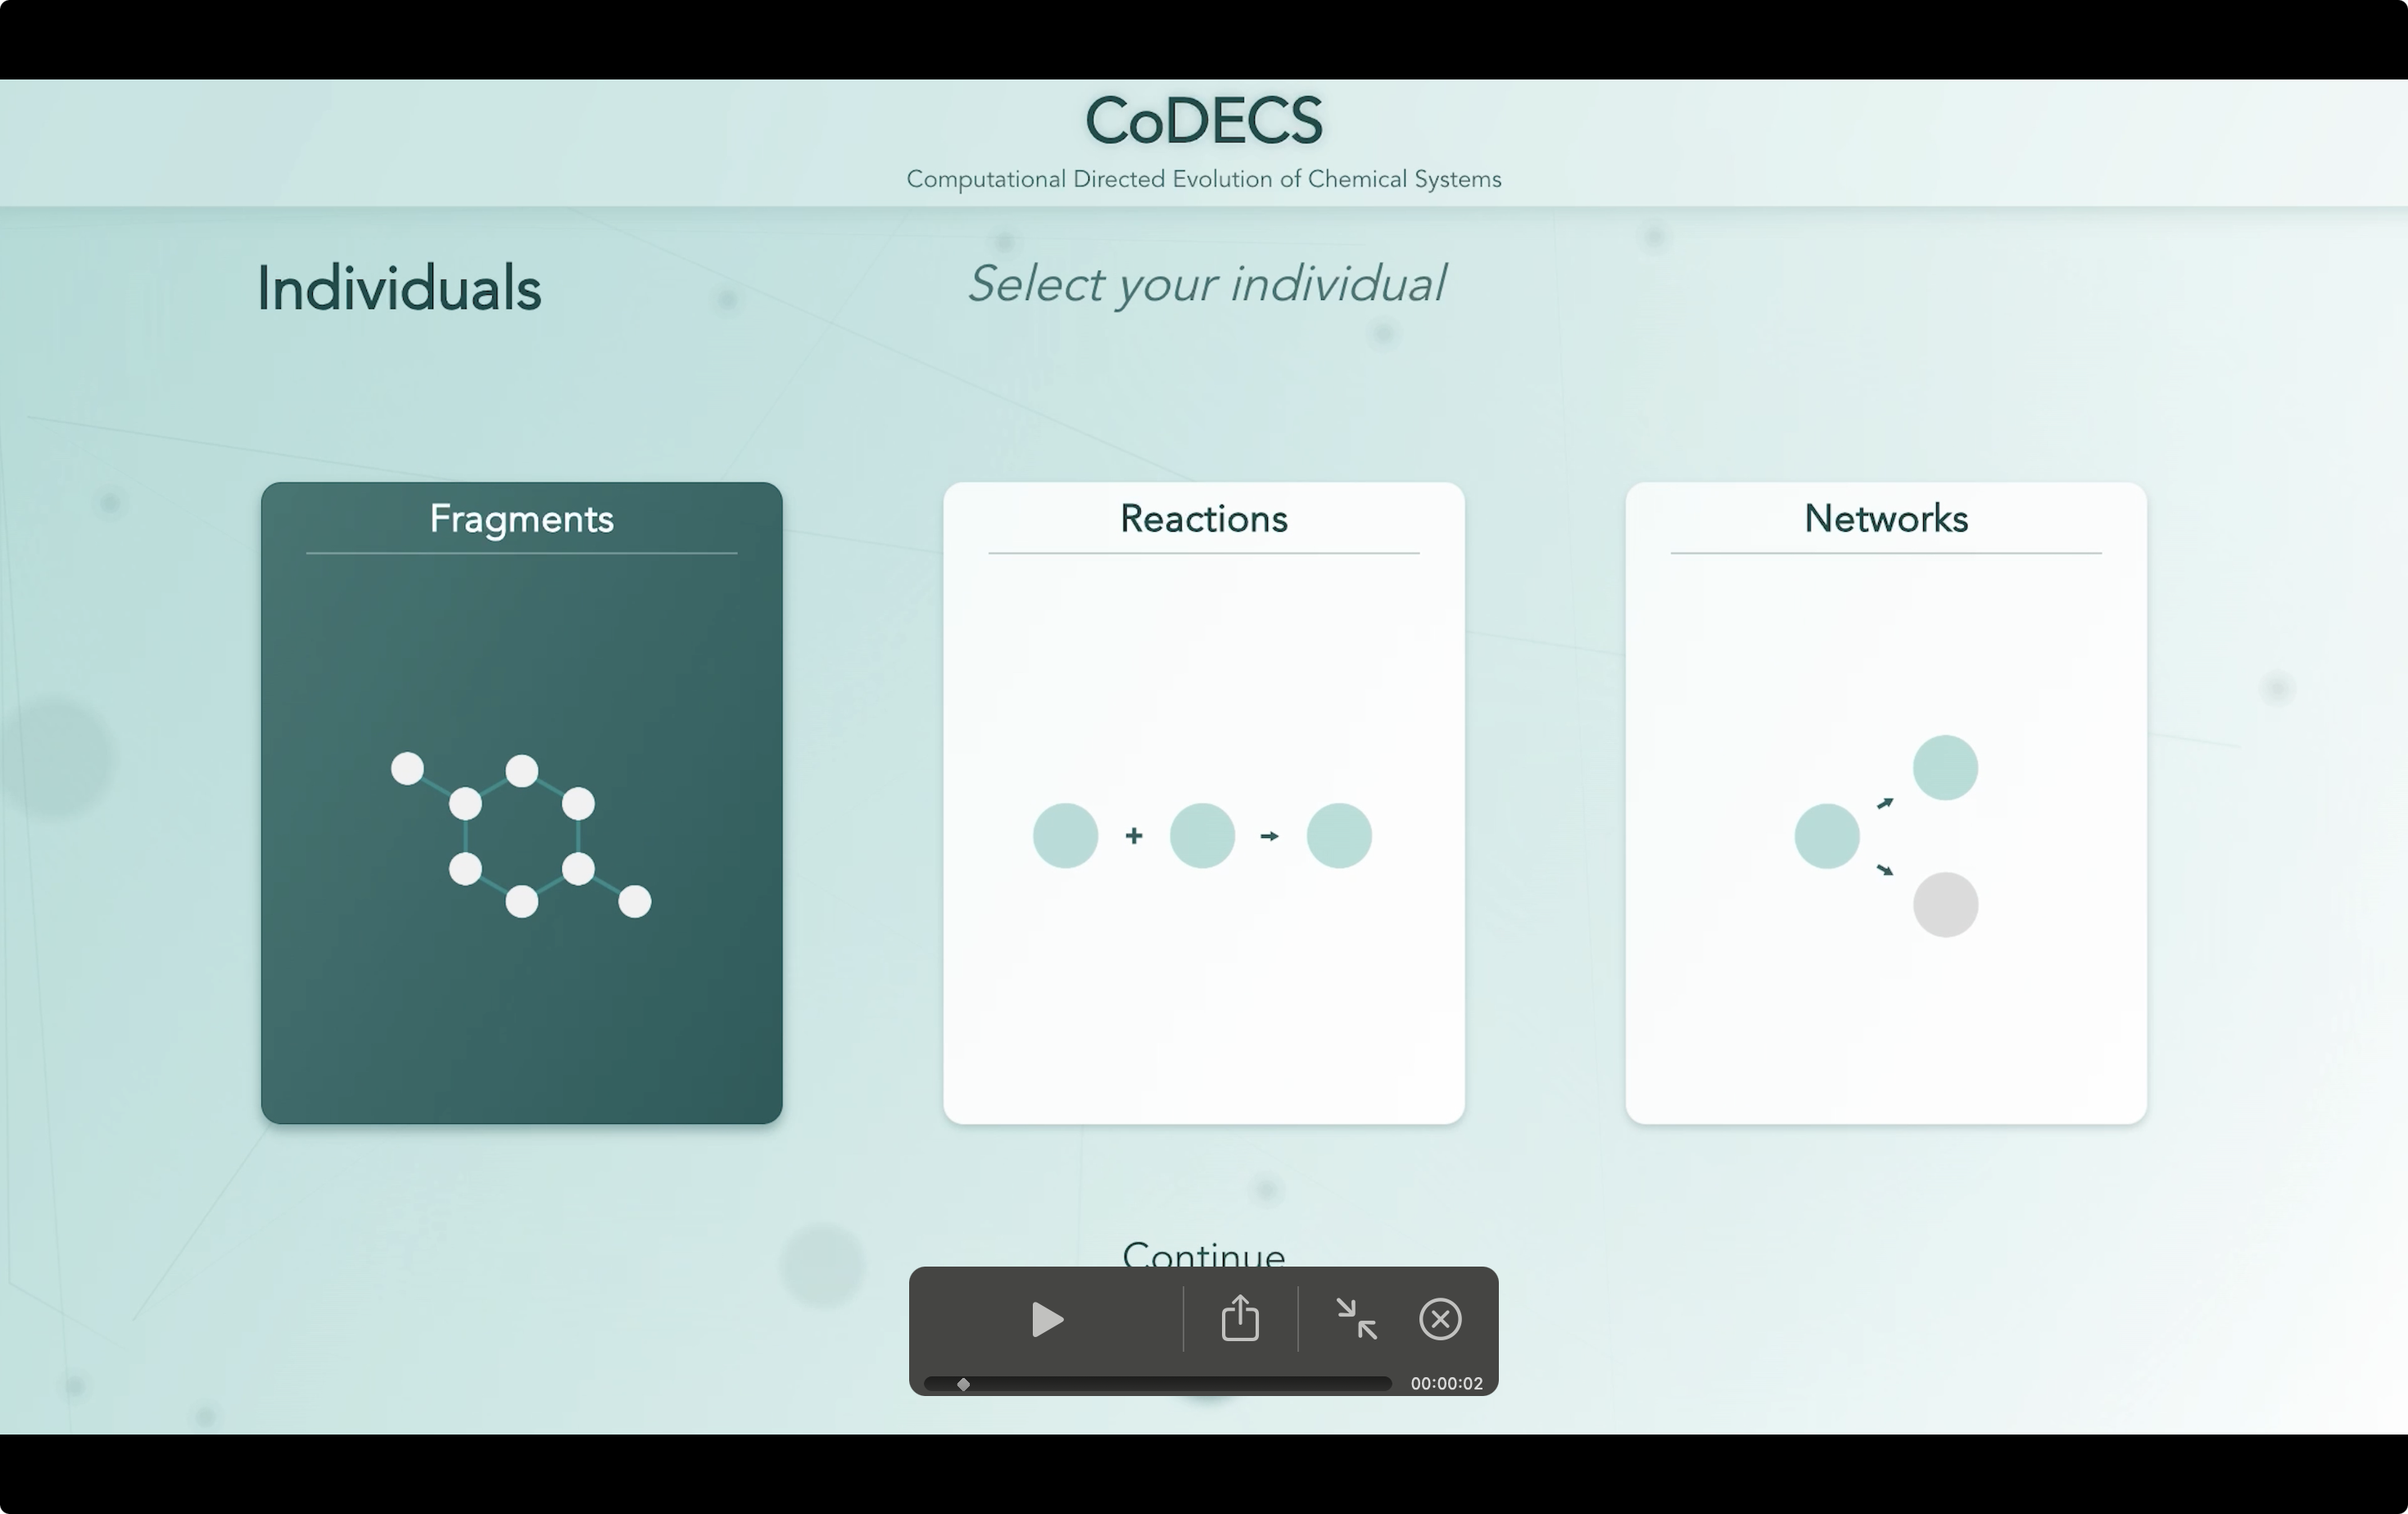 CoDECS
Computational Directed Evolution of Chemical Systems
Individuals
Select your individual
Fragments
Reactions
Networks
Continue
00:00:02